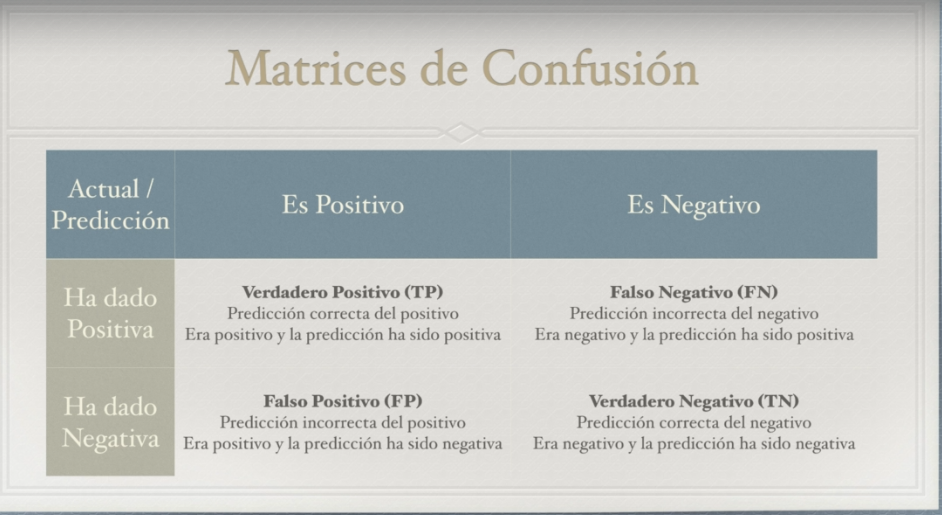 Matrices de Confusión
Actual /
Predicción
Es Positivo
Es Negativo
Ha dado
Positiva
Verdadero Positivo (TP)
Predicción correcta del positivo
Era positivo y la predicción ha sido positiva
Falso Negativo (FN)
Predicción incorrecta del negativo
Era negativo y la predicción ha sido positiva
Ha dado
Negativa
Falso Positivo (FP)
Predicción incorrecta del positivo
Era positivo y la predicción ha sido negativa
Verdadero Negativo (TN)
Predicción correcta del negativo
Era negativo y la predicción ha sido negativa